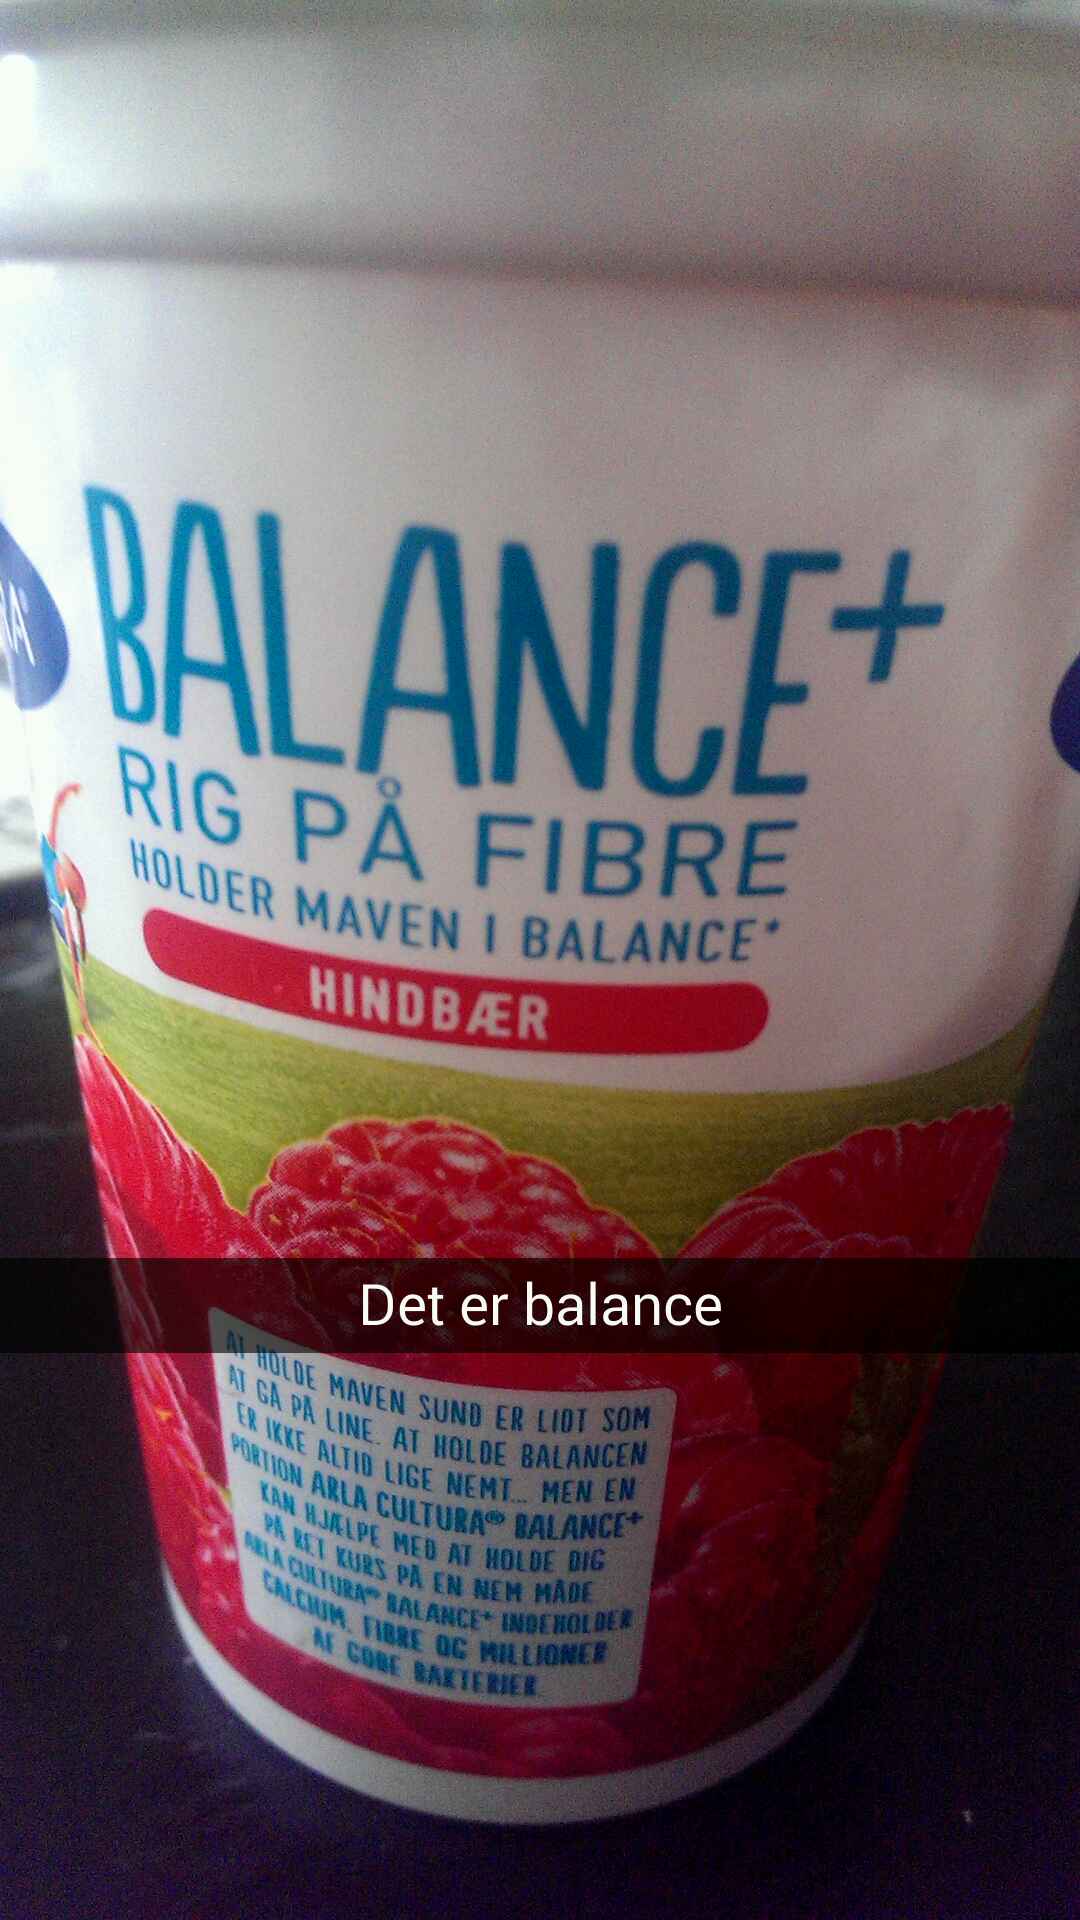 BALANCE+
RIG PÅ FIBRE
HOLDER MAVEN I BALANCE*
HINDBÆR
Det er balance
AT HOLDE MAVEN SUND ER LIDT SOM
AT GÅ PÅ LINE. AT HOLDE BALANCEN
ER IKKE ALTID LIGE NEMT... MEN EN
PORTION ARLA CULTURA® BALANCE+
KAN HJÆLPE MED AT HOLDE DIG
PÅ RET KURS PÅ EN NEM MÅDE
ARLA CULTURA® BALANCE+ INDEHOLDER
CALCIUM, FIBRE OG MILLIONER
AF GODE BAKTERIER